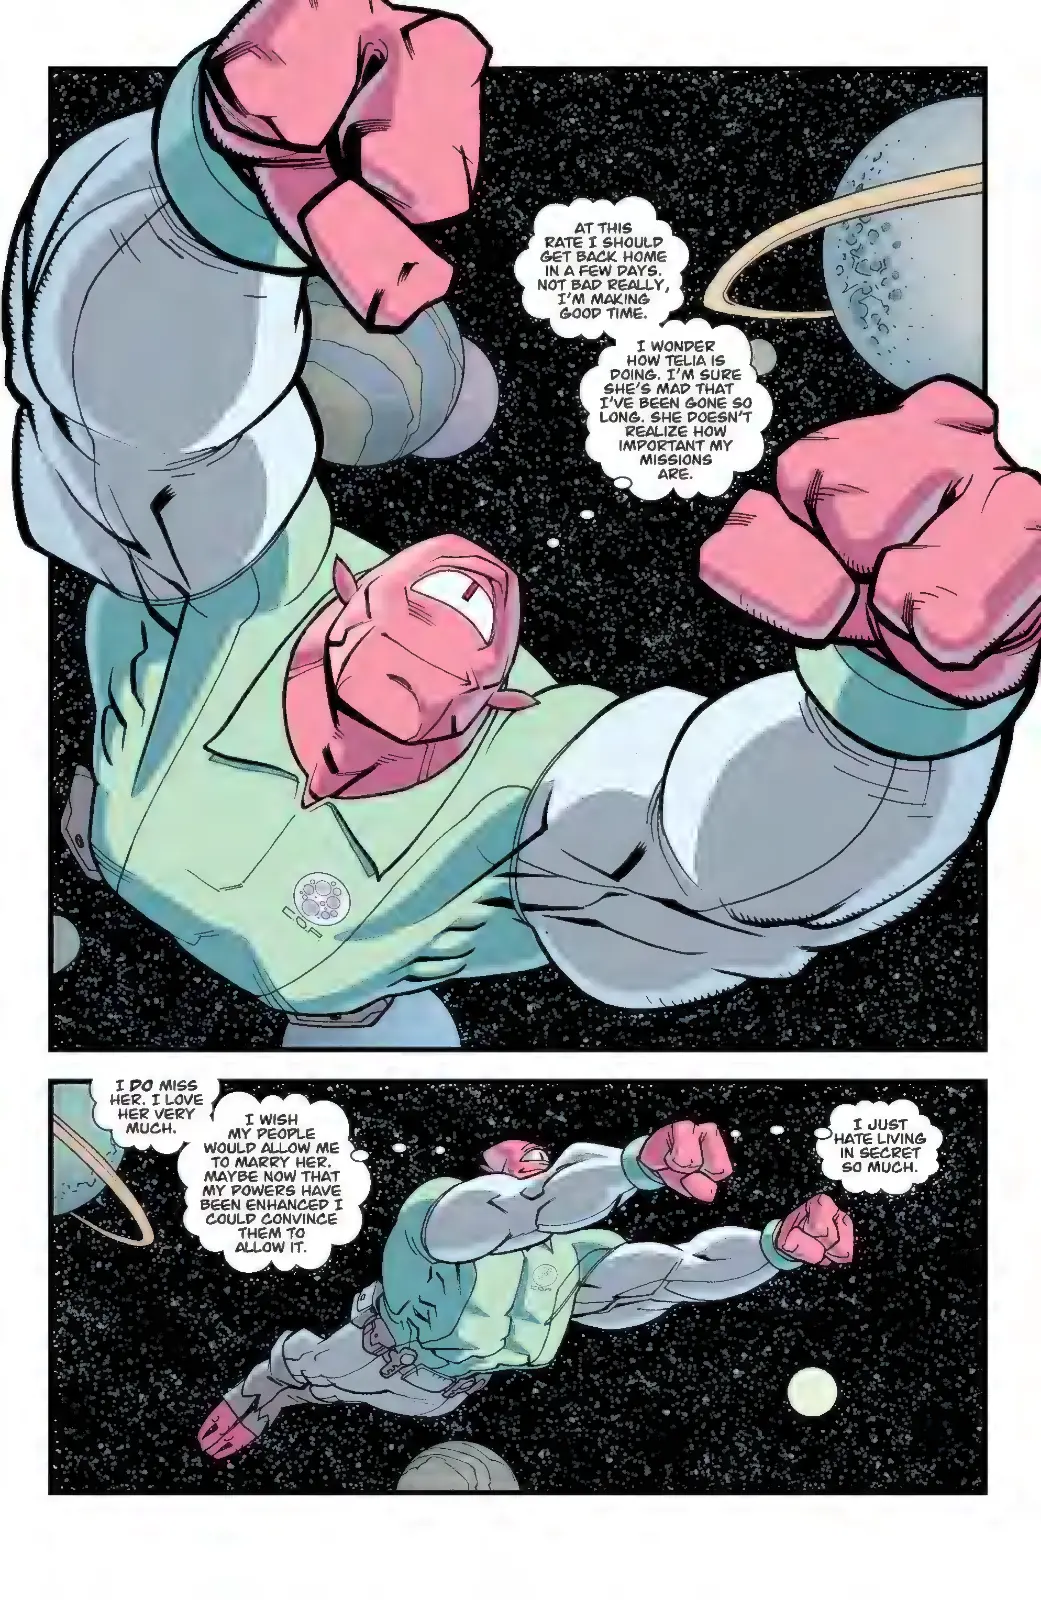 AT THIS
RATE I SHOULD
GET BACK HOME
IN A FEW DAYS.
NOT BAD REALLY,
I'M MAKING
GOOD TIME.
I WONDER
HOW TELIA IS
DOING. I'M SURE
SHE'S MAD THAT
I'VE BEEN GONE SO
LONG. SHE DOESN'T
REALIZE HOW
IMPORTANT MY
MISSIONS
ARE.
C.O.P.
I DO MISS
HER. I LOVE
HER VERY
MUCH.
I WISH
MY PEOPLE
WOULD ALLOW ME
TO MARRY HER.
MAYBE NOW THAT
MY POWERS HAVE
BEEN ENHANCED I
COULD CONVINCE
THEM TO
ALLOW IT.
I JUST
HATE LIVING
IN SECRET
SO MUCH.
C.O.P.